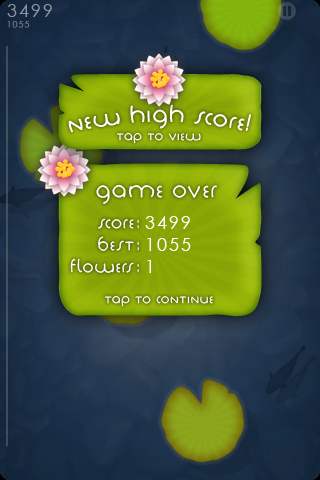 3499
1055
New High Score!
tap to view
game over
score: 3499
Best: 1055
flowers: 1
tap to continue